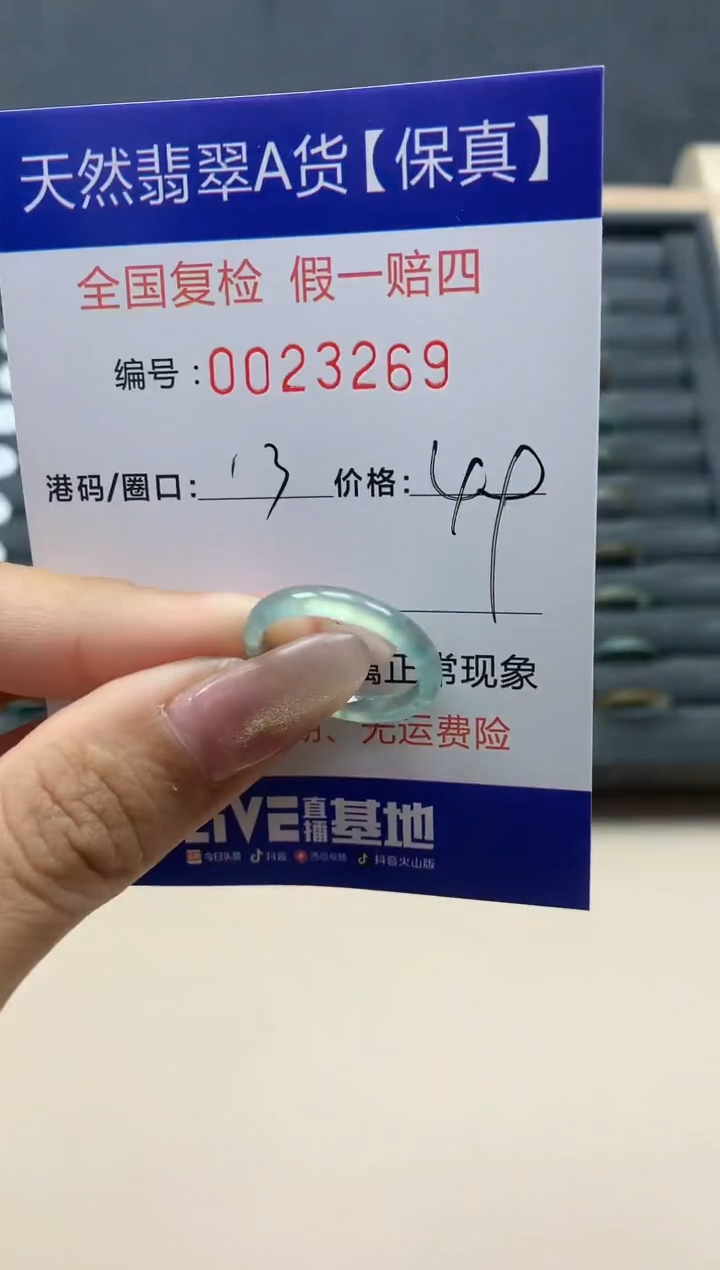 天然翡翠A货【保真】
全国复检 假一赔四
编号:0023269
港码/圈口: 13 价格:
正常现象
无运费险
LIVE直播基地
今日头条 抖音 西瓜视频 抖音火山版